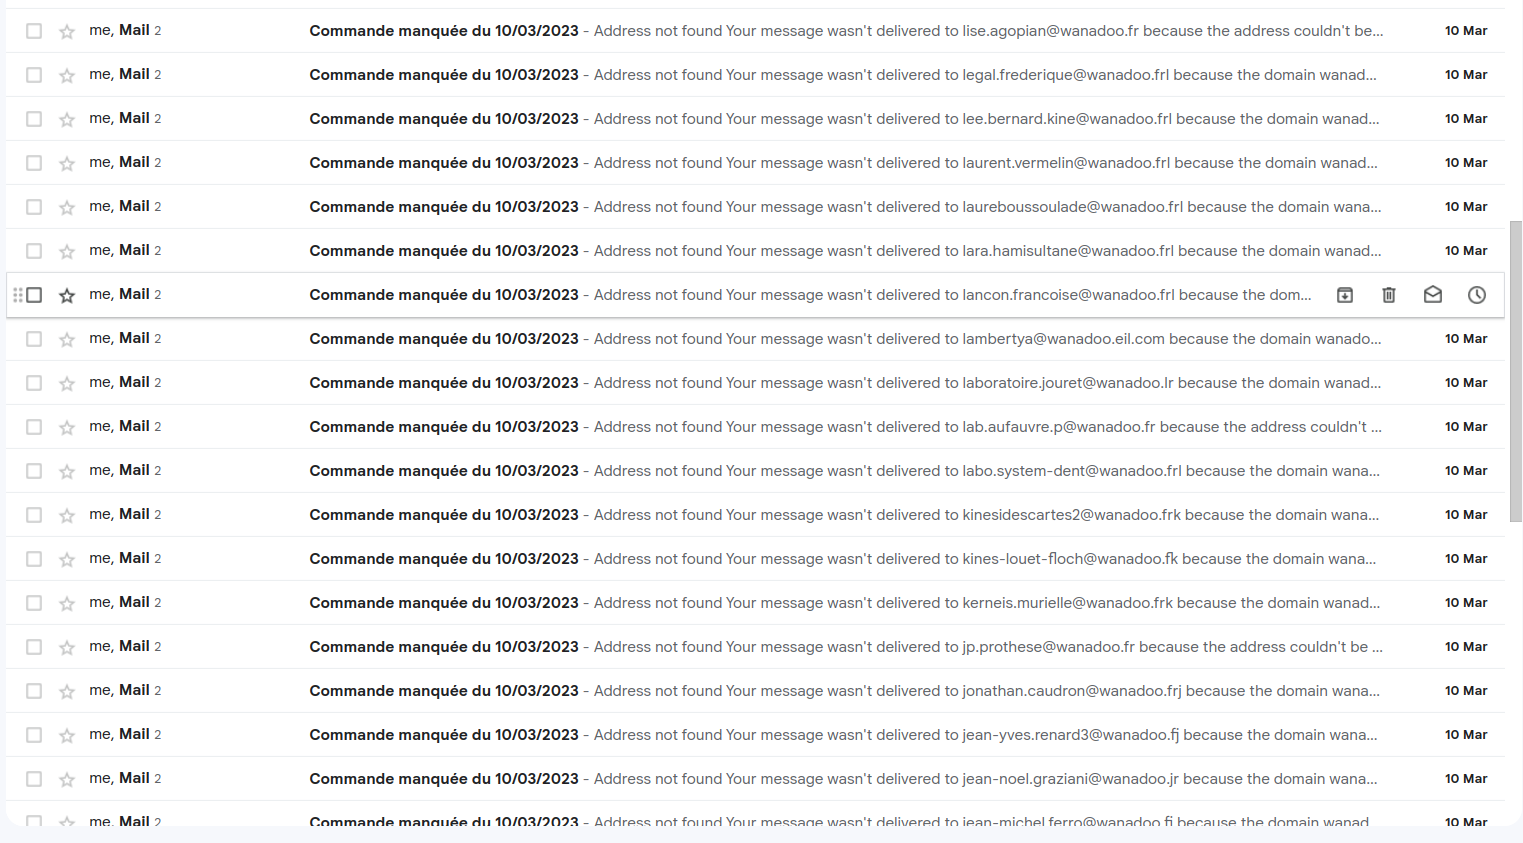 me, Mail 2 Commande manquée du 10/03/2023 - Address not found Your message wasn't delivered to lise.agopian@wanadoo.fr because the address couldn't be... 10 Mar
me, Mail 2 Commande manquée du 10/03/2023 - Address not found Your message wasn't delivered to legal.frederique@wanadoo.frl because the domain wanad... 10 Mar
me, Mail 2 Commande manquée du 10/03/2023 - Address not found Your message wasn't delivered to lee.bernard.kine@wanadoo.frl because the domain wanad... 10 Mar
me, Mail 2 Commande manquée du 10/03/2023 - Address not found Your message wasn't delivered to laurent.vermelin@wanadoo.frl because the domain wanad... 10 Mar
me, Mail 2 Commande manquée du 10/03/2023 - Address not found Your message wasn't delivered to laureboussoulade@wanadoo.frl because the domain wana... 10 Mar
me, Mail 2 Commande manquée du 10/03/2023 - Address not found Your message wasn't delivered to lara.hamisultane@wanadoo.frl because the domain wanad... 10 Mar
me, Mail 2 Commande manquée du 10/03/2023 - Address not found Your message wasn't delivered to lancon.francoise@wanadoo.frl because the dom...
me, Mail 2 Commande manquée du 10/03/2023 - Address not found Your message wasn't delivered to lambertya@wanadoo.eil.com because the domain wanado... 10 Mar
me, Mail 2 Commande manquée du 10/03/2023 - Address not found Your message wasn't delivered to laboratoire.jouret@wanadoo.lr because the domain wanad... 10 Mar
me, Mail 2 Commande manquée du 10/03/2023 - Address not found Your message wasn't delivered to lab.aufauvre.p@wanadoo.fr because the address couldn't ... 10 Mar
me, Mail 2 Commande manquée du 10/03/2023 - Address not found Your message wasn't delivered to labo.system-dent@wanadoo.frl because the domain wana... 10 Mar
me, Mail 2 Commande manquée du 10/03/2023 - Address not found Your message wasn't delivered to kinesidescartes2@wanadoo.frk because the domain wana... 10 Mar
me, Mail 2 Commande manquée du 10/03/2023 - Address not found Your message wasn't delivered to kines-louet-floch@wanadoo.fk because the domain wana... 10 Mar
me, Mail 2 Commande manquée du 10/03/2023 - Address not found Your message wasn't delivered to kerneis.murielle@wanadoo.frk because the domain wanad... 10 Mar
me, Mail 2 Commande manquée du 10/03/2023 - Address not found Your message wasn't delivered to jp.prothese@wanadoo.fr because the address couldn't be ... 10 Mar
me, Mail 2 Commande manquée du 10/03/2023 - Address not found Your message wasn't delivered to jonathan.caudron@wanadoo.frj because the domain wana... 10 Mar
me, Mail 2 Commande manquée du 10/03/2023 - Address not found Your message wasn't delivered to jean-yves.renard3@wanadoo.fj because the domain wana... 10 Mar
me, Mail 2 Commande manquée du 10/03/2023 - Address not found Your message wasn't delivered to jean-noel.graziani@wanadoo.jr because the domain wana... 10 Mar
me, Mail 2 Commande manquée du 10/03/2023 - Address not found Your message wasn't delivered to jean-michel.ferro@wanadoo.fj because the domain wanad 10 Mar